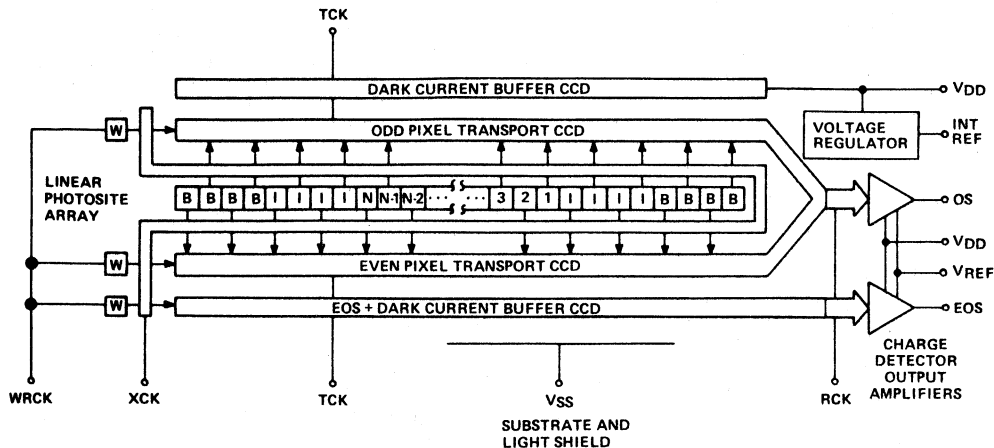 TCK
DARK CURRENT BUFFER CCD
VDD
W
ODD PIXEL TRANSPORT CCD
VOLTAGE
REGULATOR
INT
REF
LINEAR
PHOTOSITE
ARRAY
B B B B I I I I N N-1 N-2 ... ... 3 2 1 I I I I B B B B
OS
VDD
W
EVEN PIXEL TRANSPORT CCD
VREF
W
EOS + DARK CURRENT BUFFER CCD
EOS
CHARGE
DETECTOR
OUTPUT
AMPLIFIERS
WRCK
XCK
TCK
VSS
RCK
SUBSTRATE AND
LIGHT SHIELD